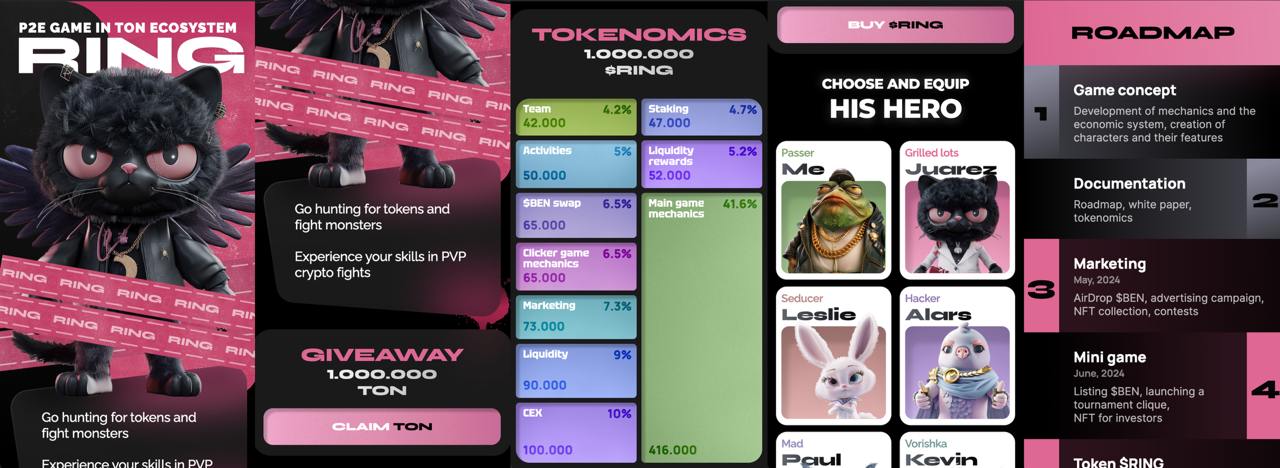 P2E GAME IN TON ECOSYSTEM
RING
RING RING RING RING
RING RING RING RING
Go hunting for tokens and
fight monsters
Experience your skills in PVP
RING RING RING RING
RING RING RING RING
Go hunting for tokens and
fight monsters
Experience your skills in PVP
crypto fights
GIVEAWAY
1.000.000
TON
CLAIM TON
TOKENOMICS
1.000.000
$RING
Team 4.2%
42.000
Staking 4.7%
47.000
Activities 5%
50.000
Liquidity
rewards 5.2%
52.000
$BEN swap 6.5%
65.000
Main game
mechanics 41.6%
416.000
Clicker game
mechanics 6.5%
65.000
Marketing 7.3%
73.000
Liquidity 9%
90.000
CEX 10%
100.000
BUY $RING
CHOOSE AND EQUIP
HIS HERO
Passer
Me
Grilled lots
Juarez
Seducer
Leslie
Hacker
Alars
Mad
Paul
Vorishka
Kevin
ROADMAP
1
Game concept
Development of mechanics and the
economic system, creation of
characters and their features
2
Documentation
Roadmap, white paper,
tokenomics
3
Marketing
May, 2024
AirDrop $BEN, advertising campaign,
NFT collection, contests
4
Mini game
June, 2024
Listing $BEN, launching a
tournament clique,
NFT for investors
Token $RING